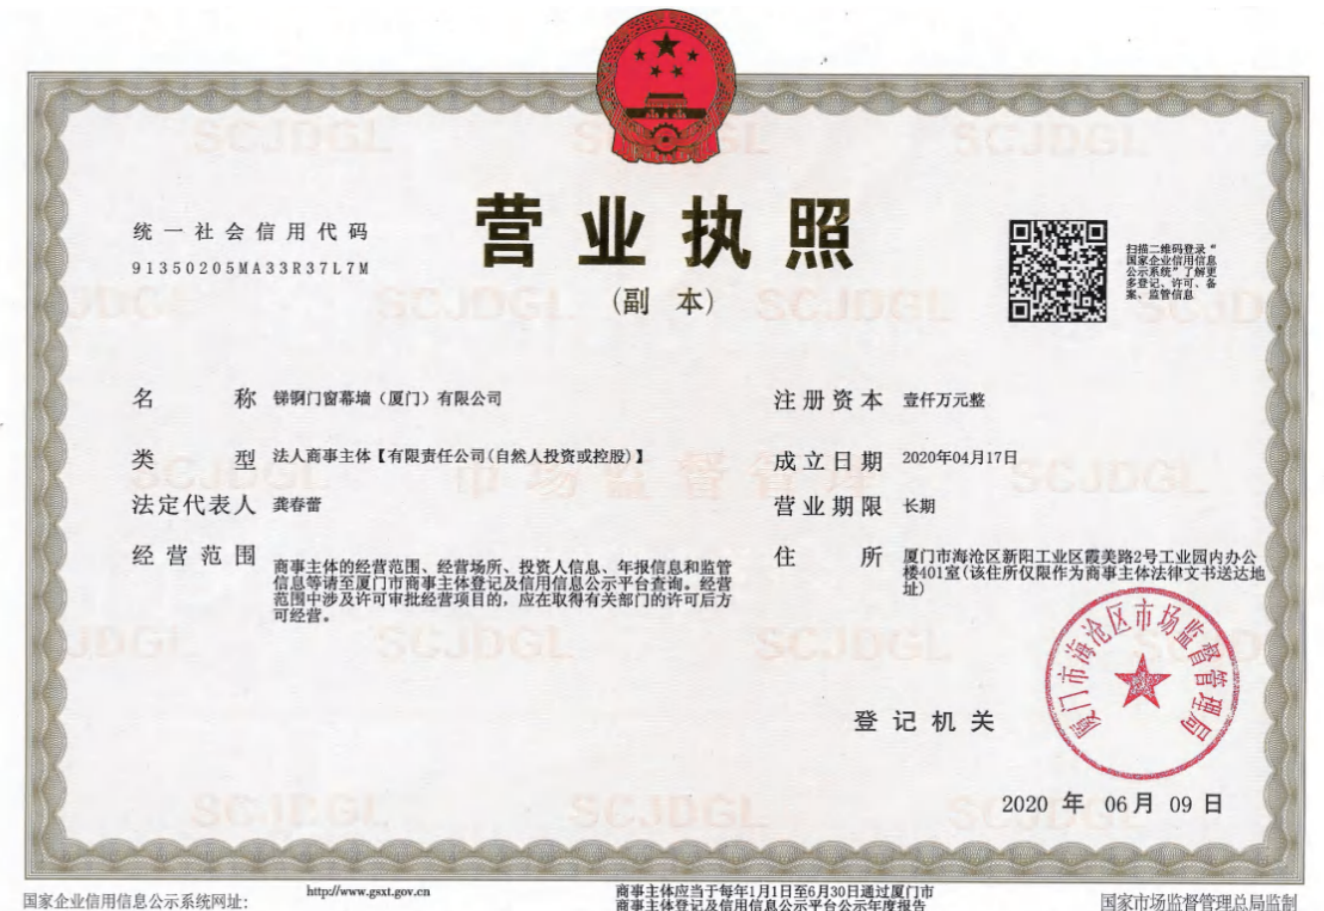 营业执照
(副 本)
统一社会信用代码
91350205MA33R37L7M
扫描二维码登录“
国家企业信用信息
公示系统”了解更
多登记、许可、备
案、监管信息
名 称 锑锕门窗幕墙（厦门）有限公司
类 型 法人商事主体【有限责任公司(自然人投资或控股)】
法定代表人 龚春蕾
经营范围 商事主体的经营范围、经营场所、投资人信息、年报信息和监管
信息等请至厦门市商事主体登记及信用信息公示平台查询。经营
范围中涉及许可审批经营项目的，应在取得有关部门的许可后方
可经营。
注册资本 壹仟万元整
成立日期 2020年04月17日
营业期限 长期
住 所 厦门市海沧区新阳工业区霞美路2号工业园内办公
楼401室(该住所仅限作为商事主体法律文书送达地
址)
登记机关
厦门市海沧区市场监督管理局
2020 年 06月 09 日
国家企业信用信息公示系统网址：
http://www.gsxt.gov.cn
商事主体应当于每年1月1日至6月30日通过厦门市
商事主体登记及信用信息公示平台公示年度报告
国家市场监督管理总局监制
SCJDGL
市场监督管理